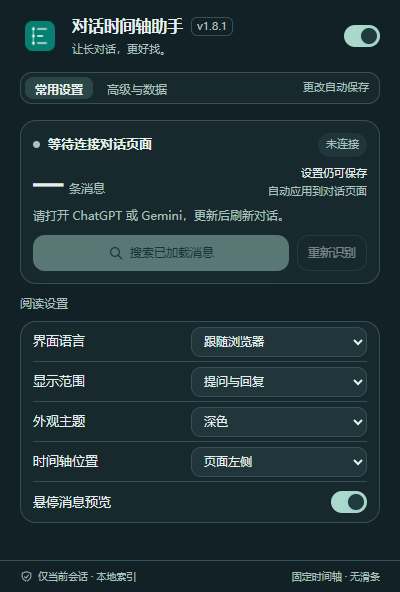 对话时间轴助手 v1.8.1
让长对话，更好找。
常用设置 高级与数据 更改自动保存
等待连接对话页面 未连接
设置仍可保存
条消息 自动应用到对话页面
请打开 ChatGPT 或 Gemini，更新后刷新对话。
搜索已加载消息 重新识别
阅读设置
界面语言 跟随浏览器
显示范围 提问与回复
外观主题 深色
时间轴位置 页面左侧
悬停消息预览
仅当前会话 · 本地索引 固定时间轴 · 无滑条